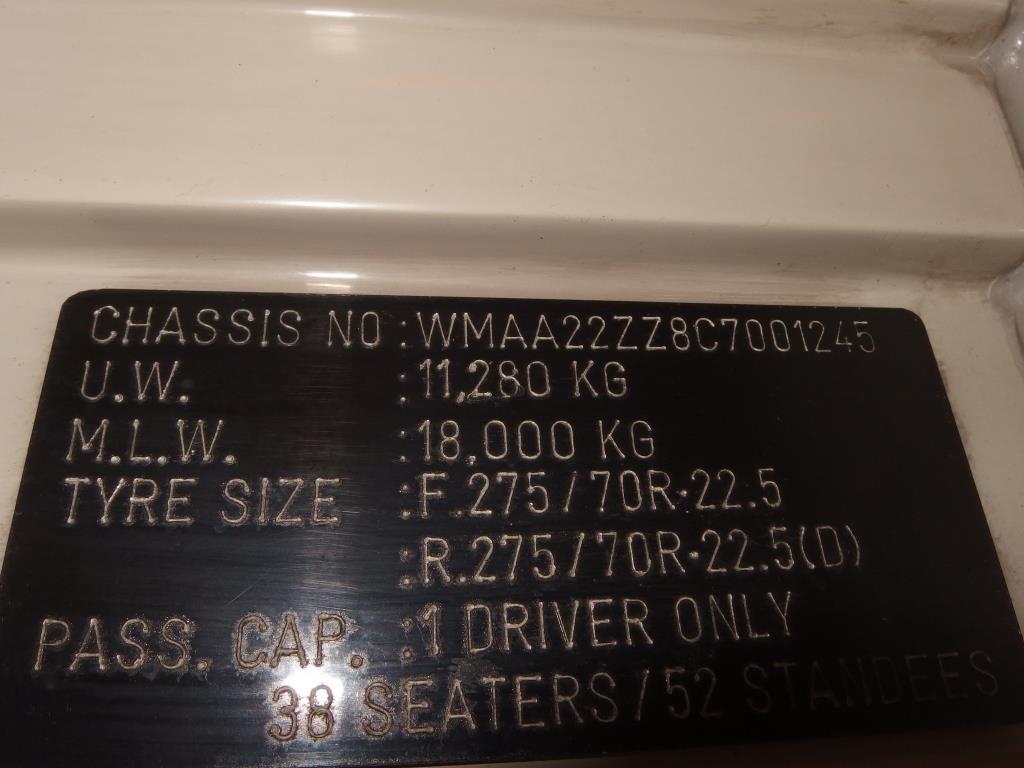 CHASSIS NO :WMAA22ZZ8C7001245
U.W. :11,280 KG
M.L.W. :18,000 KG
TYRE SIZE :F.275/70R-22.5
:R.275/70R-22.5(D)
PASS. CAP. :1 DRIVER ONLY
38 SEATERS/52 STANDEES